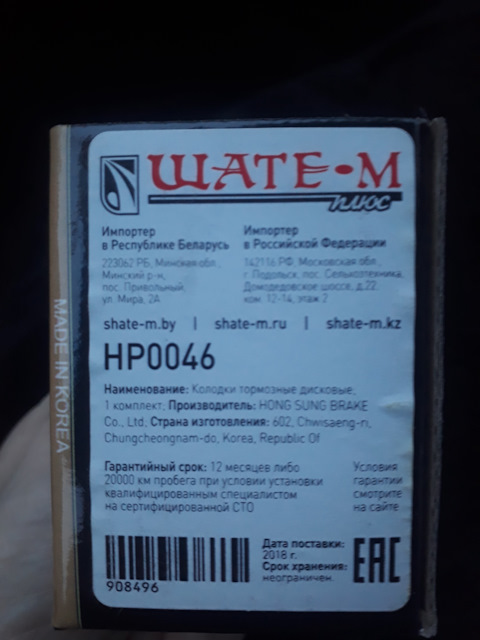 ШАТЕ•М
плюс
Импортер
в Республике Беларусь
223062 РБ, Минская обл.,
Минский р-н,
пос. Привольный,
ул. Мира, 2А
Импортер
в Российской Федерации
142116 РФ, Московская обл.,
г. Подольск, пос. Сельхозтехника,
Домодедовское шоссе, д.22,
ком. 12-14, этаж 2
shate-m.by | shate-m.ru | shate-m.kz
HP0046
Наименование: Колодки тормозные дисковые,
1 комплект, Производитель: HONG SUNG BRAKE
Co., Ltd, Страна изготовления: 602, Chwisaeng-ri,
Chungcheongnam-do, Korea, Republic Of
Гарантийный срок: 12 месяцев либо
20000 км пробега при условии установки
квалифицированным специалистом
на сертифицированной СТО
Условия
гарантии
смотрите
на сайте
908496
Дата поставки:
2018 г.
Срок хранения:
неограничен.
EAC
MADE IN KOREA